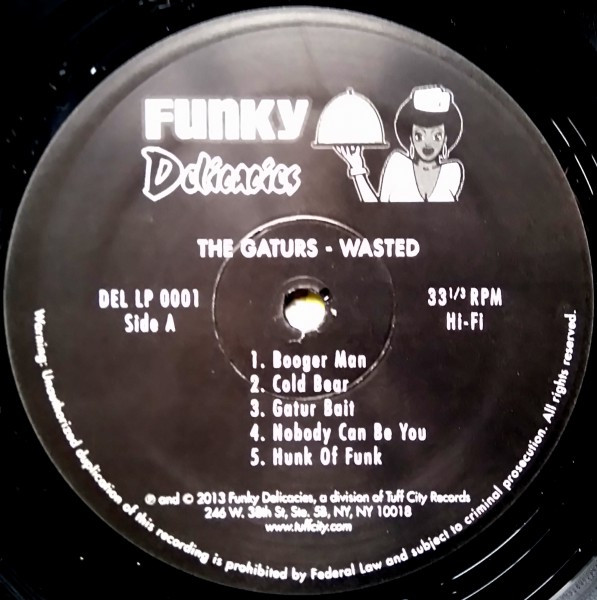 FUNKY
Delicacies
THE GATURS - WASTED
DEL LP 0001
Side A
33 1/3 RPM
Hi-Fi
1. Booger Man
2. Cold Bear
3. Gatur Bait
4. Nobody Can Be You
5. Hunk Of Funk
℗ and © 2013 Funky Delicacies, a division of Tuff City Records
246 W. 38th St, Ste. 5B, NY, NY 10018
www.tuffcity.com
Warning: Unauthorized duplication of this recording is prohibited by Federal Law and subject to criminal prosecution. All rights reserved.